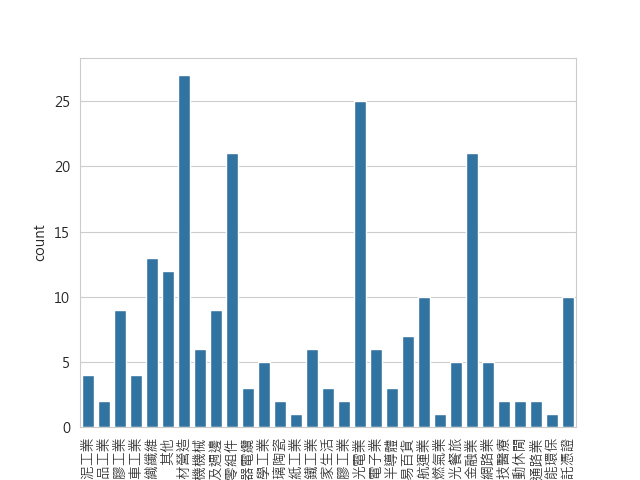 count
25
20
15
10
5
0
泥工業
品工業
膠工業
車工業
織纖維
其他
材營造
機機械
及週邊
零組件
器電纜
學工業
璃陶瓷
紙工業
鐵工業
家生活
膠工業
光電業
電子業
半導體
易百貨
航運業
燃氣業
光餐旅
金融業
網路業
技醫療
動休閒
通路業
能環保
託憑證